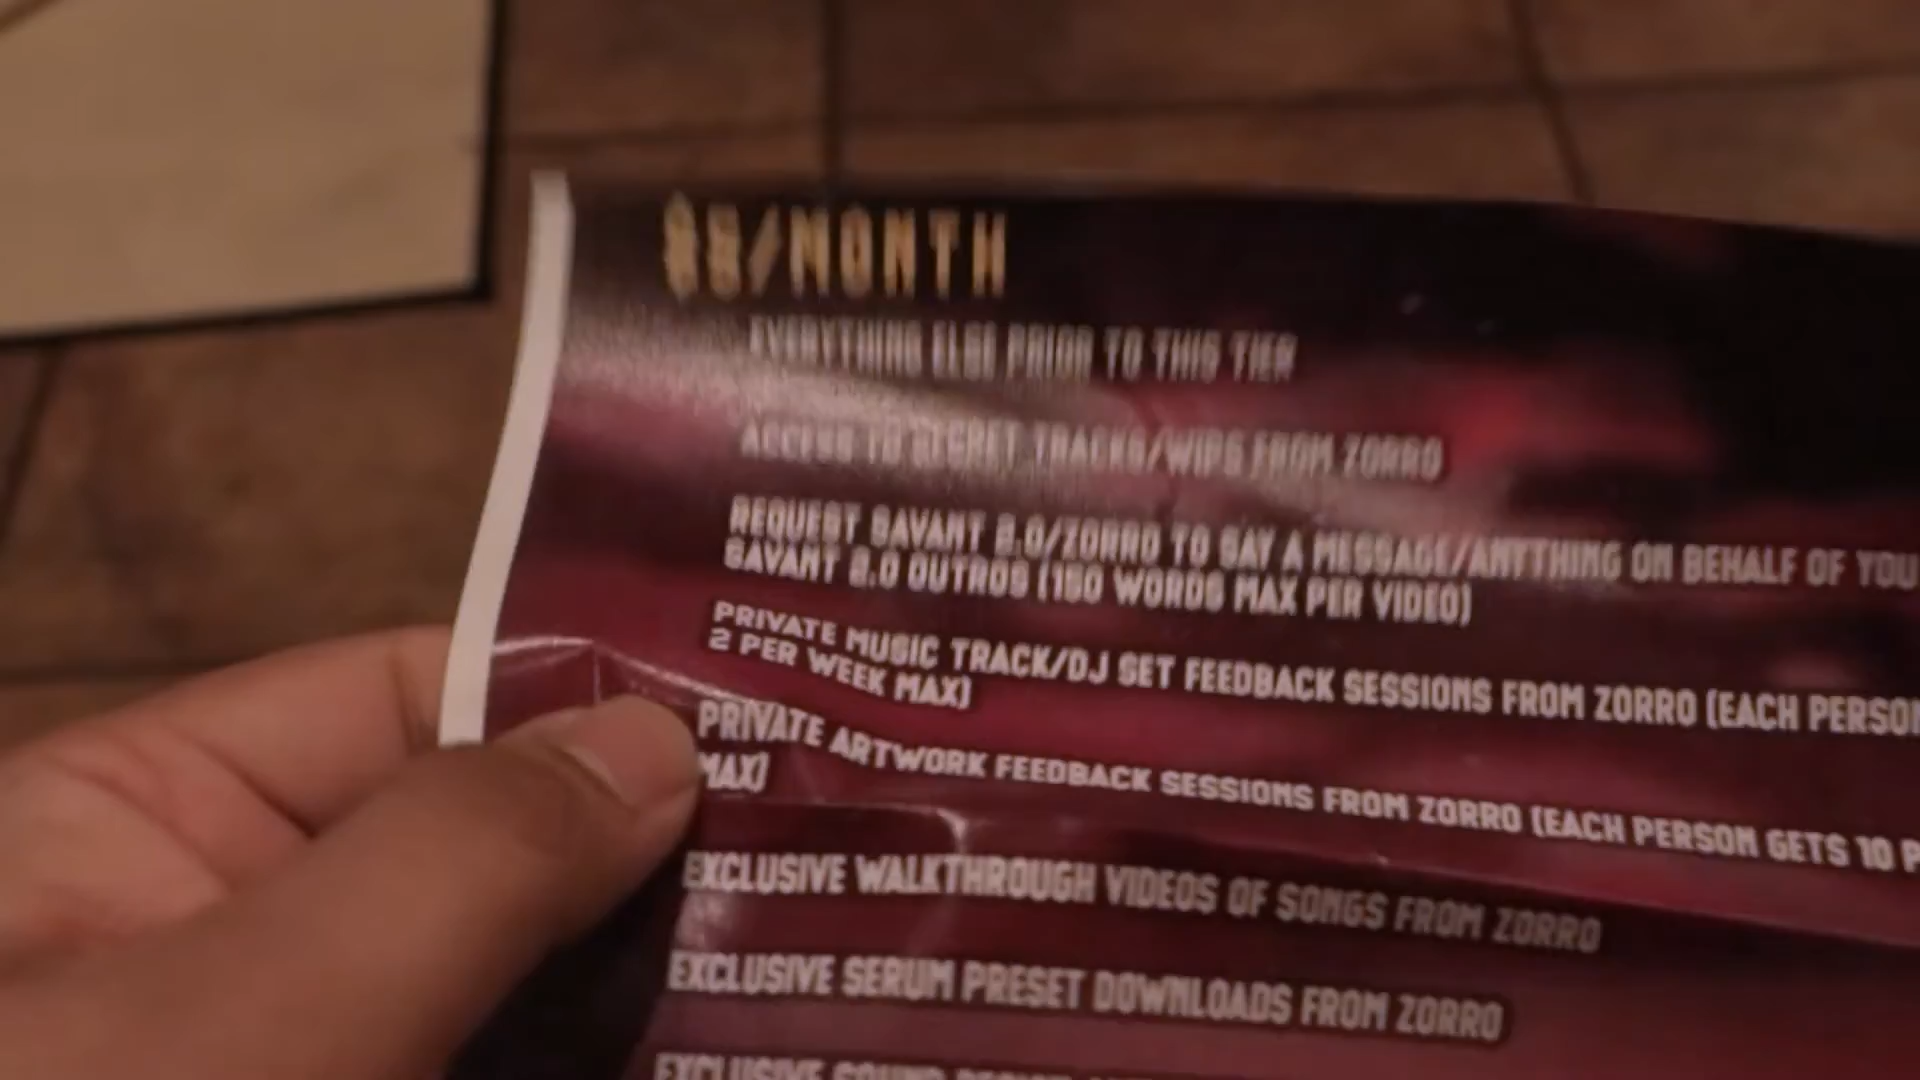 $8/MONTH
EVERYTHING ELSE PRIOR TO THIS TIER
ACCESS TO SECRET TRACKS/WIPS FROM ZORRO
REQUEST SAVANT 2.0/ZORRO TO SAY A MESSAGE/ANYTHING ON BEHALF OF YOU
SAVANT 2.0 OUTROS (150 WORDS MAX PER VIDEO)
PRIVATE MUSIC TRACK/DJ SET FEEDBACK SESSIONS FROM ZORRO (EACH PERSON
2 PER WEEK MAX)
PRIVATE ARTWORK FEEDBACK SESSIONS FROM ZORRO (EACH PERSON GETS 10 P
MAX)
EXCLUSIVE WALKTHROUGH VIDEOS OF SONGS FROM ZORRO
EXCLUSIVE SERUM PRESET DOWNLOADS FROM ZORRO
EXCLUSIVE SOUND DESIGN